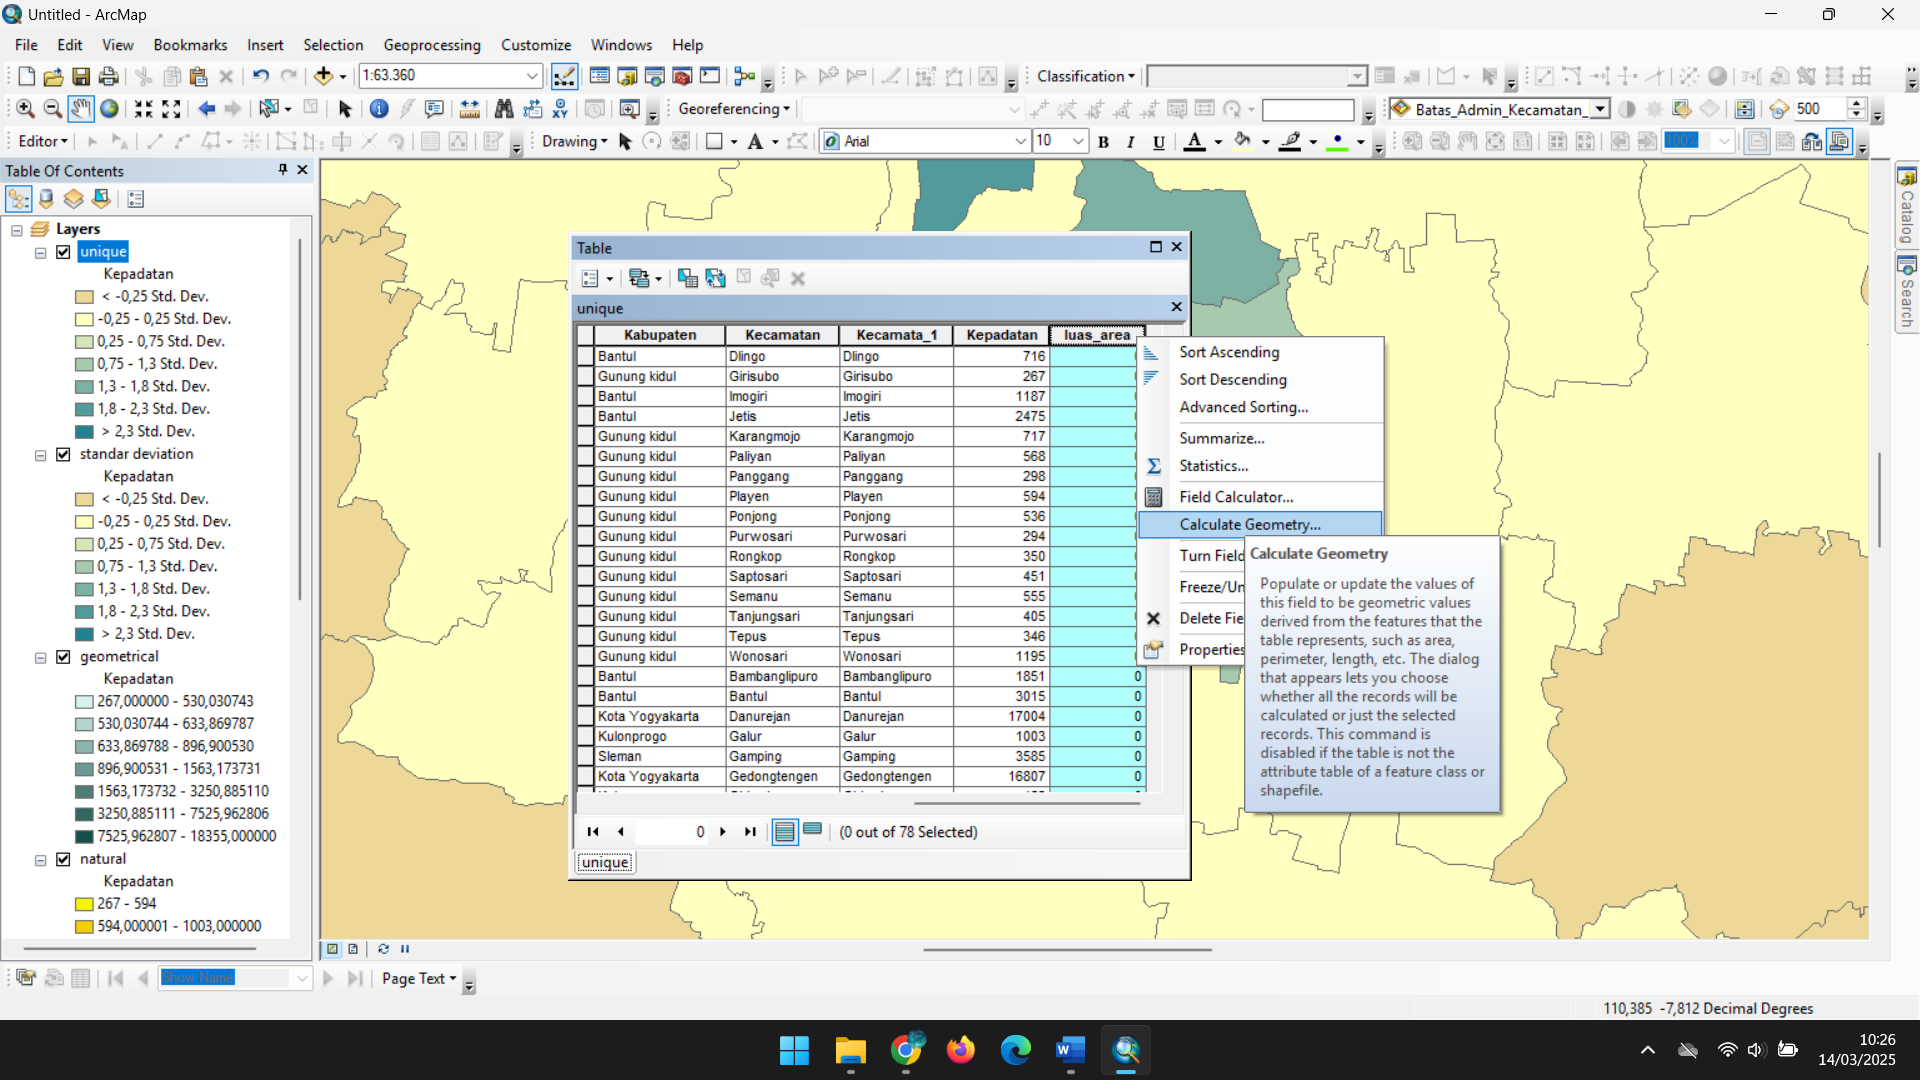 Untitled - ArcMap
File Edit View Bookmarks Insert Selection Geoprocessing Customize Windows Help
1:63.360
Classification
Georeferencing
Batas_Admin_Kecamatan_
500
Editor
Drawing
Arial
10
B I U
A
100%
Table Of Contents
Layers
unique
Kepadatan
< -0,25 Std. Dev.
-0,25 - 0,25 Std. Dev.
0,25 - 0,75 Std. Dev.
0,75 - 1,3 Std. Dev.
1,3 - 1,8 Std. Dev.
1,8 - 2,3 Std. Dev.
> 2,3 Std. Dev.
standar deviation
Kepadatan
< -0,25 Std. Dev.
-0,25 - 0,25 Std. Dev.
0,25 - 0,75 Std. Dev.
0,75 - 1,3 Std. Dev.
1,3 - 1,8 Std. Dev.
1,8 - 2,3 Std. Dev.
> 2,3 Std. Dev.
geometrical
Kepadatan
267,000000 - 530,030743
530,030744 - 633,869787
633,869788 - 896,900530
896,900531 - 1563,173731
1563,173732 - 3250,885110
3250,885111 - 7525,962806
7525,962807 - 18355,000000
natural
Kepadatan
267 - 594
594,000001 - 1003,000000
Table
unique
Kabupaten Kecamatan Kecamata_1 Kepadatan luas_area
Bantul Dlingo Dlingo 716
Gunung kidul Girisubo Girisubo 267
Bantul Imogiri Imogiri 1187
Bantul Jetis Jetis 2475
Gunung kidul Karangmojo Karangmojo 717
Gunung kidul Paliyan Paliyan 568
Gunung kidul Panggang Panggang 298
Gunung kidul Playen Playen 594
Gunung kidul Ponjong Ponjong 536
Gunung kidul Purwosari Purwosari 294
Gunung kidul Rongkop Rongkop 350
Gunung kidul Saptosari Saptosari 451
Gunung kidul Semanu Semanu 555
Gunung kidul Tanjungsari Tanjungsari 405
Gunung kidul Tepus Tepus 346
Gunung kidul Wonosari Wonosari 1195
Bantul Bambanglipuro Bambanglipuro 1851 0
Bantul Bantul Bantul 3015 0
Kota Yogyakarta Danurejan Danurejan 17004 0
Kulonprogo Galur Galur 1003 0
Sleman Gamping Gamping 3585 0
Kota Yogyakarta Gedongtengen Gedongtengen 16807 0
0
(0 out of 78 Selected)
unique
Sort Ascending
Sort Descending
Advanced Sorting...
Summarize...
Statistics...
Field Calculator...
Calculate Geometry...
Turn Field
Freeze/Un
Delete Fie
Properties
Calculate Geometry
Populate or update the values of
this field to be geometric values
derived from the features that the
table represents, such as area,
perimeter, length, etc. The dialog
that appears lets you choose
whether all the records will be
calculated or just the selected
records. This command is
disabled if the table is not the
attribute table of a feature class or
shapefile.
Catalog
Search
Show Name
Page Text
110,385 -7,812 Decimal Degrees
10:26
14/03/2025